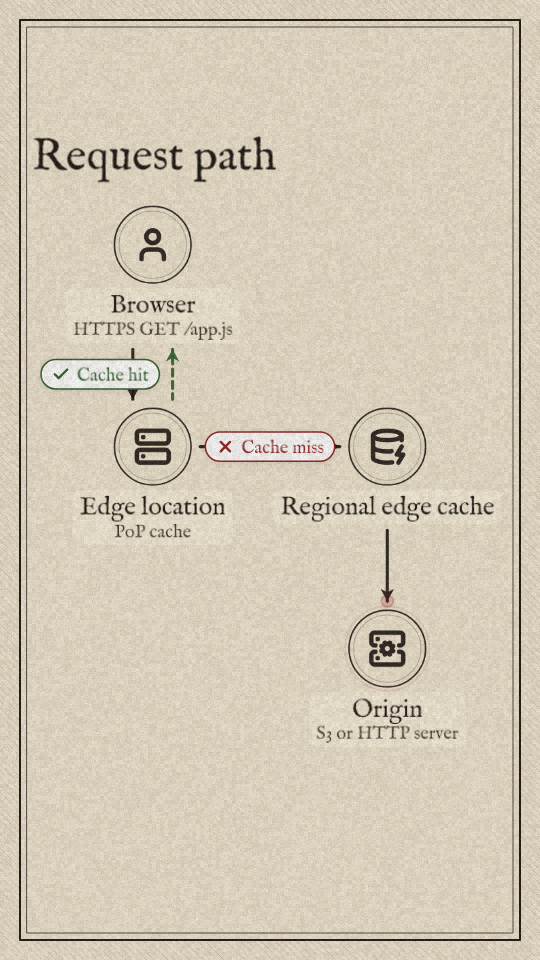 Request path
Browser
HTTPS GET /app.js
Cache hit
Cache miss
Edge location
PoP cache
Regional edge cache
Origin
S3 or HTTP server